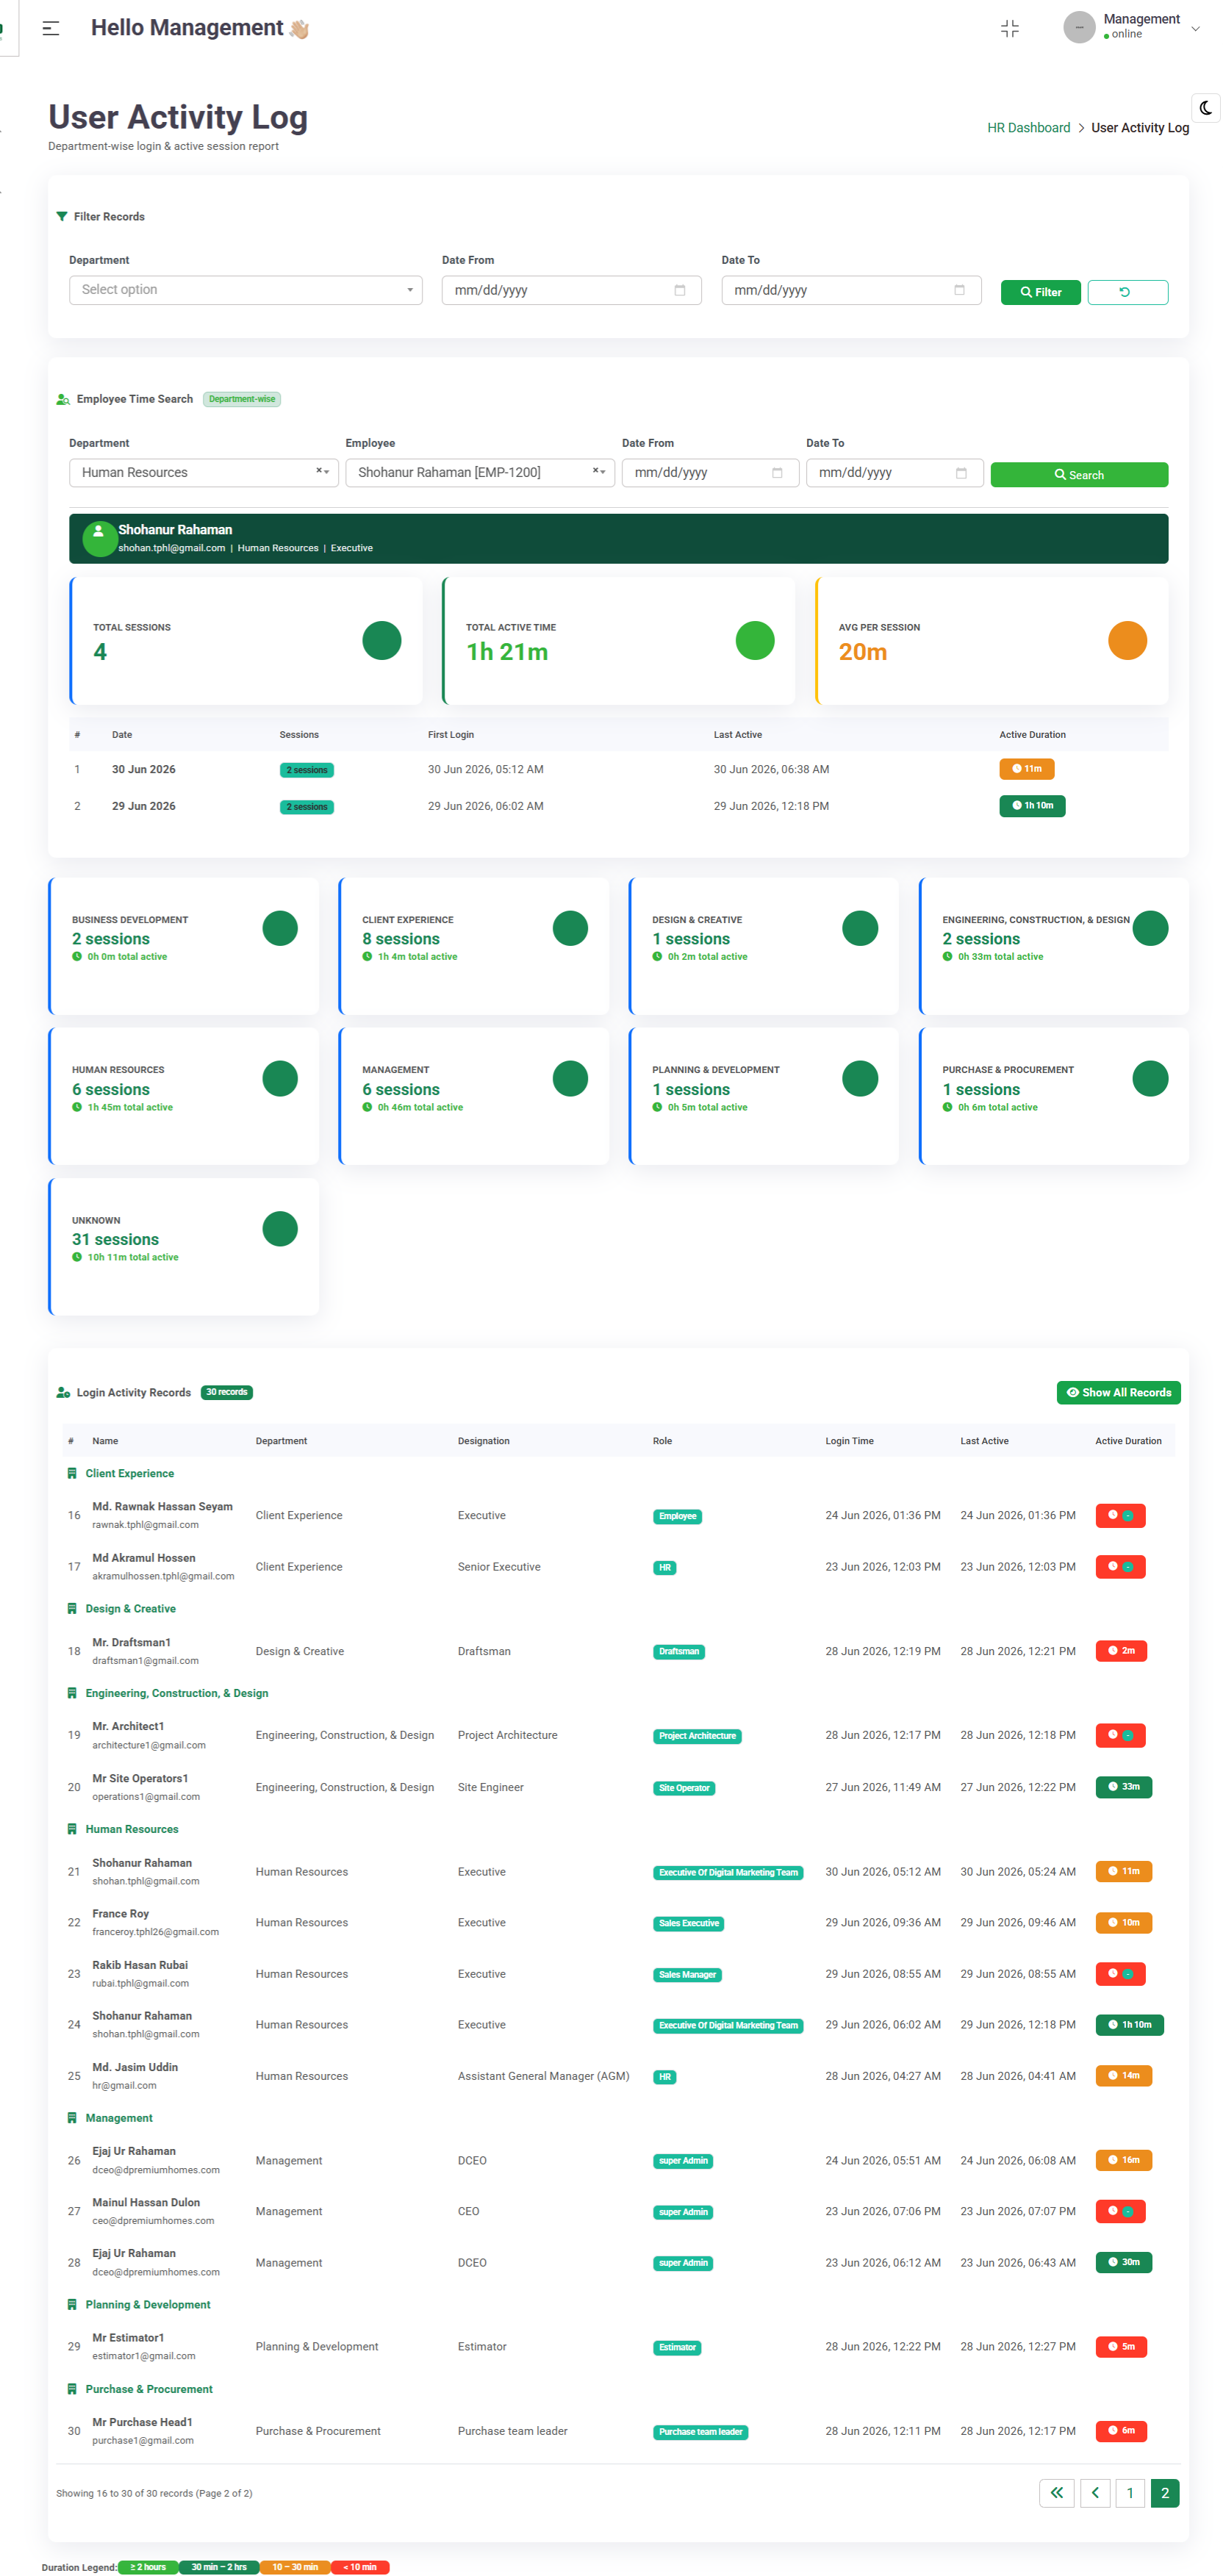 Hello Management 👋
Management
online
User Activity Log
Department-wise login & active session report
HR Dashboard > User Activity Log
Filter Records
Department Date From Date To
Select option mm/dd/yyyy mm/dd/yyyy Filter
Employee Time Search Department-wise
Department Employee Date From Date To
Human Resources × Shohanur Rahaman [EMP-1200] × mm/dd/yyyy mm/dd/yyyy Search
Shohanur Rahaman
shohan.tphl@gmail.com | Human Resources | Executive
TOTAL SESSIONS TOTAL ACTIVE TIME AVG PER SESSION
4 1h 21m 20m
# Date Sessions First Login Last Active Active Duration
1 30 Jun 2026 2 sessions 30 Jun 2026, 05:12 AM 30 Jun 2026, 06:38 AM 11m
2 29 Jun 2026 2 sessions 29 Jun 2026, 06:02 AM 29 Jun 2026, 12:18 PM 1h 10m
BUSINESS DEVELOPMENT CLIENT EXPERIENCE DESIGN & CREATIVE ENGINEERING, CONSTRUCTION, & DESIGN
2 sessions 8 sessions 1 sessions 2 sessions
0h 0m total active 1h 4m total active 0h 2m total active 0h 33m total active
HUMAN RESOURCES MANAGEMENT PLANNING & DEVELOPMENT PURCHASE & PROCUREMENT
6 sessions 6 sessions 1 sessions 1 sessions
1h 45m total active 0h 46m total active 0h 5m total active 0h 6m total active
UNKNOWN
31 sessions
10h 11m total active
Login Activity Records 30 records Show All Records
# Name Department Designation Role Login Time Last Active Active Duration
Client Experience
16 Md. Rawnak Hassan Seyam Client Experience Executive Employee 24 Jun 2026, 01:36 PM 24 Jun 2026, 01:36 PM -
rawnak.tphl@gmail.com
17 Md Akramul Hossen Client Experience Senior Executive HR 23 Jun 2026, 12:03 PM 23 Jun 2026, 12:03 PM -
akramulhossen.tphl@gmail.com
Design & Creative
18 Mr. Draftsman1 Design & Creative Draftsman Draftsman 28 Jun 2026, 12:19 PM 28 Jun 2026, 12:21 PM 2m
draftsman1@gmail.com
Engineering, Construction, & Design
19 Mr. Architect1 Engineering, Construction, & Design Project Architecture Project Architecture 28 Jun 2026, 12:17 PM 28 Jun 2026, 12:18 PM -
architecture1@gmail.com
20 Mr Site Operators1 Engineering, Construction, & Design Site Engineer Site Operator 27 Jun 2026, 11:49 AM 27 Jun 2026, 12:22 PM 33m
operations1@gmail.com
Human Resources
21 Shohanur Rahaman Human Resources Executive Executive Of Digital Marketing Team 30 Jun 2026, 05:12 AM 30 Jun 2026, 05:24 AM 11m
shohan.tphl@gmail.com
22 France Roy Human Resources Executive Sales Executive 29 Jun 2026, 09:36 AM 29 Jun 2026, 09:46 AM 10m
franceroy.tphl26@gmail.com
23 Rakib Hasan Rubai Human Resources Executive Sales Manager 29 Jun 2026, 08:55 AM 29 Jun 2026, 08:55 AM -
rubai.tphl@gmail.com
24 Shohanur Rahaman Human Resources Executive Executive Of Digital Marketing Team 29 Jun 2026, 06:02 AM 29 Jun 2026, 12:18 PM 1h 10m
shohan.tphl@gmail.com
25 Md. Jasim Uddin Human Resources Assistant General Manager (AGM) HR 28 Jun 2026, 04:27 AM 28 Jun 2026, 04:41 AM 14m
hr@gmail.com
Management
26 Ejaj Ur Rahaman Management DCEO super Admin 24 Jun 2026, 05:51 AM 24 Jun 2026, 06:08 AM 16m
dceo@dpremiumhomes.com
27 Mainul Hassan Dulon Management CEO super Admin 23 Jun 2026, 07:06 PM 23 Jun 2026, 07:07 PM -
ceo@dpremiumhomes.com
28 Ejaj Ur Rahaman Management DCEO super Admin 23 Jun 2026, 06:12 AM 23 Jun 2026, 06:43 AM 30m
dceo@dpremiumhomes.com
Planning & Development
29 Mr Estimator1 Planning & Development Estimator Estimator 28 Jun 2026, 12:22 PM 28 Jun 2026, 12:27 PM 5m
estimator1@gmail.com
Purchase & Procurement
30 Mr Purchase Head1 Purchase & Procurement Purchase team leader Purchase team leader 28 Jun 2026, 12:11 PM 28 Jun 2026, 12:17 PM 6m
purchase1@gmail.com
Showing 16 to 30 of 30 records (Page 2 of 2) 1 2
Duration Legend: ≥ 2 hours 30 min – 2 hrs 10 – 30 min < 10 min